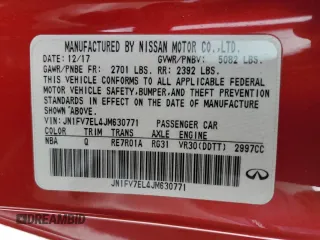 MANUFACTURED BY NISSAN MOTOR CO.,LTD.
DATE: 12/17 GVWR/PNBV: 5082 LBS.
GAWR/PNBE FR: 2701 LBS RR: 2392 LBS.
THIS VEHICLE CONFORMS TO ALL APPLICABLE FEDERAL
MOTOR VEHICLE SAFETY, BUMPER, AND THEFT PREVENTION
STANDARDS IN EFFECT ON THE DATE OF MANUFACTURE
SHOWN ABOVE.
VIN: JN1FV7EL4JM630771 PASSENGER CAR
COLOR TRIM TRANS AXLE ENGINE
NBA Q RE7R01A RG31 VR30(DDTT) 2997CC
JN1FV7EL4JM630771
INFINITI
DREAMBID